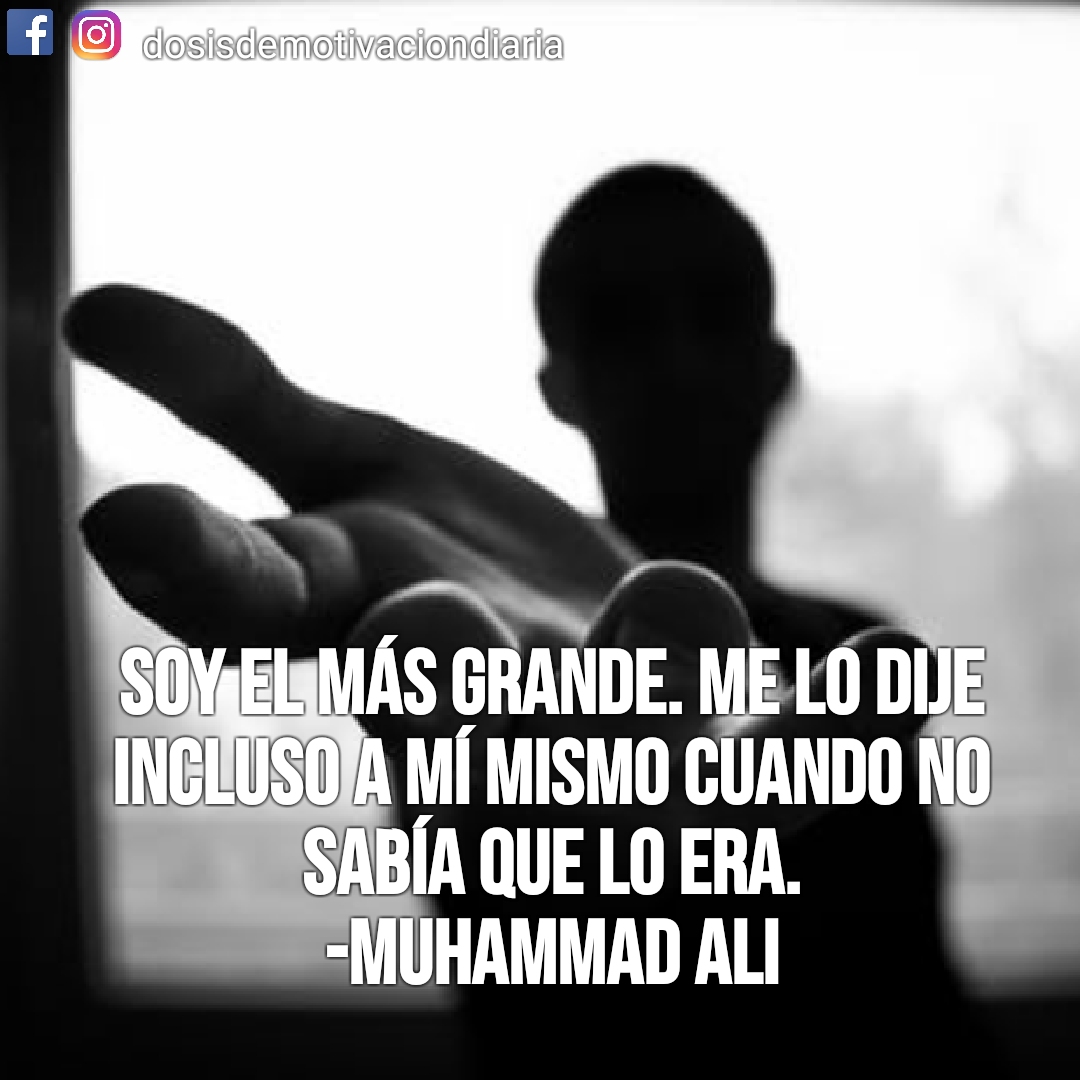 dosisdemotivaciondiaria
SOY EL MÁS GRANDE. ME LO DIJE
INCLUSO A MÍ MISMO CUANDO NO
SABÍA QUE LO ERA.
-MUHAMMAD ALI